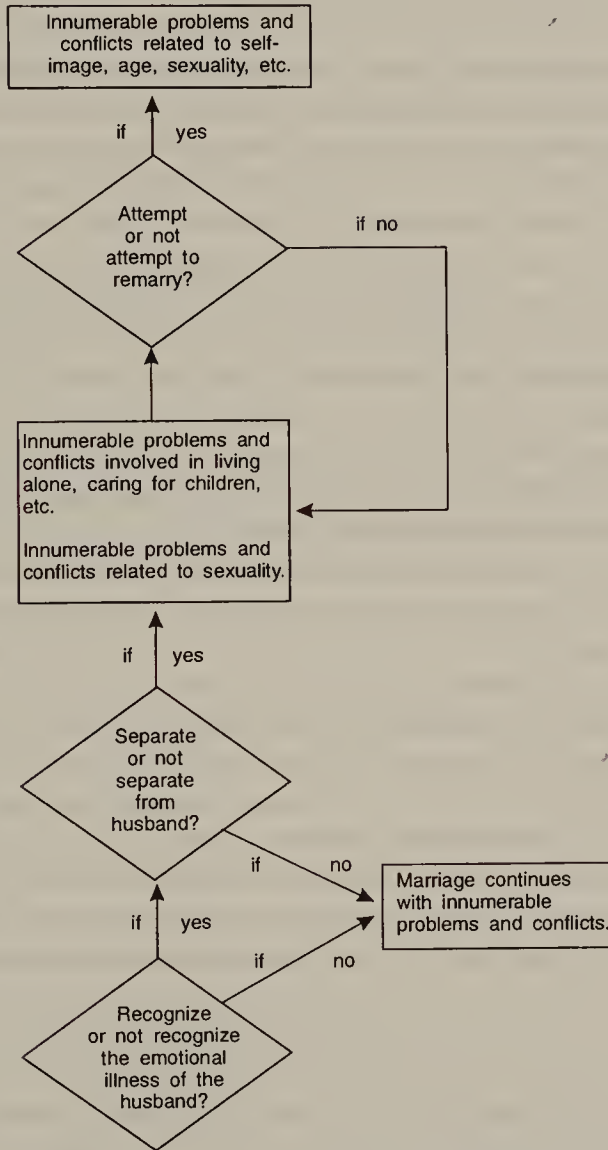 Innumerable problems and
conflicts related to self-
image, age, sexuality, etc.
if yes
Attempt
or not
attempt to
remarry?
if no
Innumerable problems and
conflicts involved in living
alone, caring for children,
etc.
Innumerable problems and
conflicts related to sexuality.
if yes
Separate
or not
separate
from
husband?
if no
Marriage continues
with innumerable
problems and conflicts.
if yes
if no
Recognize
or not recognize
the emotional
illness of the
husband?